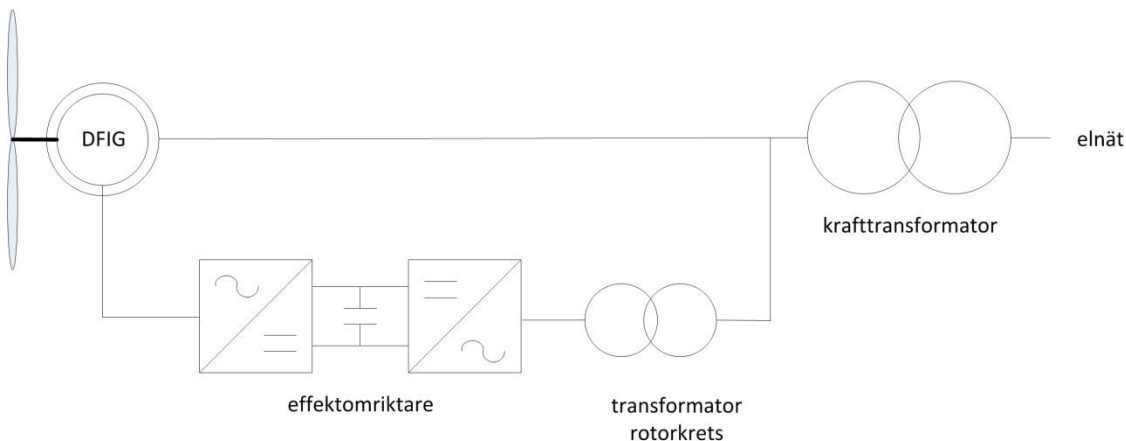 DFIG
elnät
krafttransformator
effektomriktare
transformator
rotorkrets